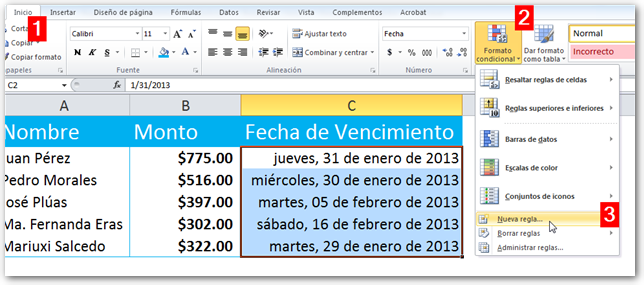 Inicio Insertar Diseño de página Fórmulas Datos Revisar Vista Complementos Acrobat
1
2
Copiar
Copiar formato
Calibri 11
Ajustar texto
Fecha
Normal
N K S
Combinar y centrar
$ % 000
Formato condicional
Dar formato como tabla
Incorrecto
Fuente Alineación Número
C2 1/31/2013
A B C
Nombre Monto Fecha de Vencimiento
Juan Pérez $775.00 jueves, 31 de enero de 2013
Pedro Morales $516.00 miércoles, 30 de enero de 2013
José Plúas $397.00 martes, 05 de febrero de 2013
Ma. Fernanda Eras $302.00 sábado, 16 de febrero de 2013
Mariuxi Salcedo $322.00 martes, 29 de enero de 2013
Resaltar reglas de celdas
Reglas superiores e inferiores
Barras de datos
Escalas de color
Conjuntos de iconos
Nueva regla...
3
Borrar reglas
Administrar reglas...